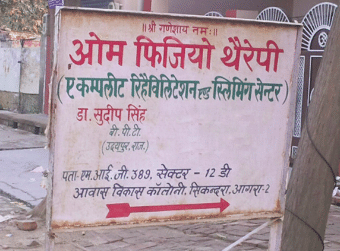 ॥ श्री गणेशाय नमः ॥
ओम फिजियो थैरेपी
(ए कम्पलीट रिहैविलिटेशन एण्ड स्लिमिंग सेन्टर)
डा. सुदीप सिंह
बी. पी. टी.
(उदयपुर, राज.)
पता-एम. आई. जी. 389, सेक्टर - 12 डी
आवास विकास कॉलोनी, सिकन्दरा, आगरा-2